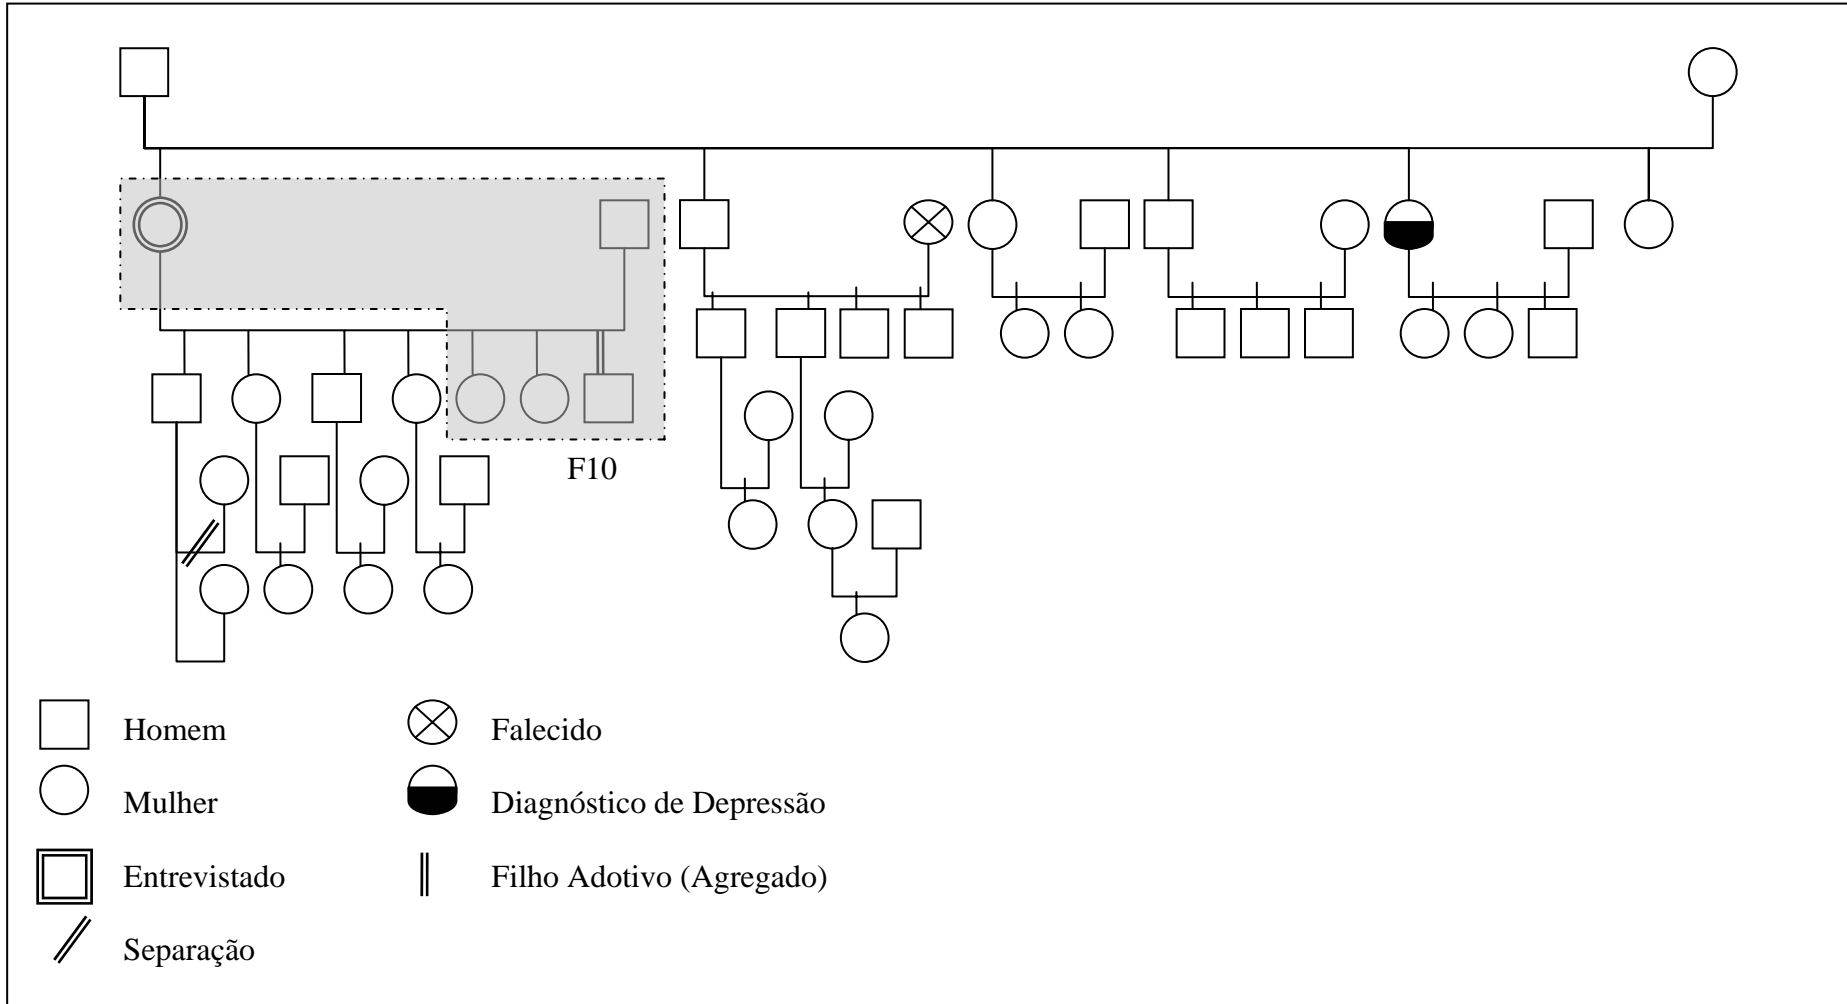 F10
Homem
Falecido
Mulher
Diagnóstico de Depressão
Entrevistado
Filho Adotivo (Agregado)
Separação